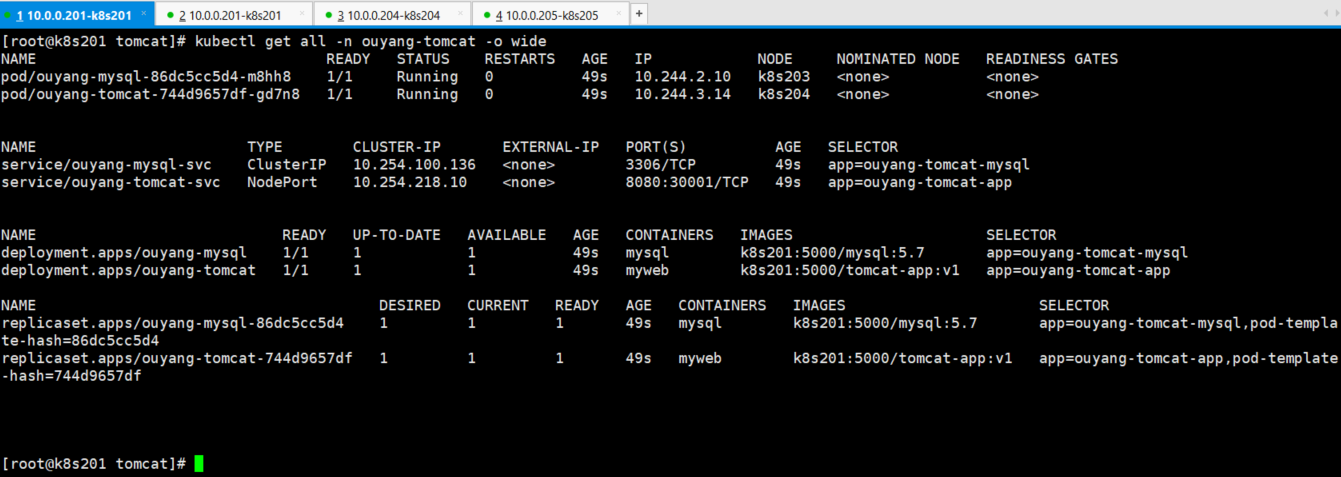 1 10.0.0.201-k8s201 × 2 10.0.0.201-k8s201 × 3 10.0.0.204-k8s204 × 4 10.0.0.205-k8s205 × +
[root@k8s201 tomcat]# kubectl get all -n ouyang-tomcat -o wide
NAME READY STATUS RESTARTS AGE IP NODE NOMINATED NODE READINESS GATES
pod/ouyang-mysql-86dc5cc5d4-m8hh8 1/1 Running 0 49s 10.244.2.10 k8s203 <none> <none>
pod/ouyang-tomcat-744d9657df-gd7n8 1/1 Running 0 49s 10.244.3.14 k8s204 <none> <none>
NAME TYPE CLUSTER-IP EXTERNAL-IP PORT(S) AGE SELECTOR
service/ouyang-mysql-svc ClusterIP 10.254.100.136 <none> 3306/TCP 49s app=ouyang-tomcat-mysql
service/ouyang-tomcat-svc NodePort 10.254.218.10 <none> 8080:30001/TCP 49s app=ouyang-tomcat-app
NAME READY UP-TO-DATE AVAILABLE AGE CONTAINERS IMAGES SELECTOR
deployment.apps/ouyang-mysql 1/1 1 1 49s mysql k8s201:5000/mysql:5.7 app=ouyang-tomcat-mysql
deployment.apps/ouyang-tomcat 1/1 1 1 49s myweb k8s201:5000/tomcat-app:v1 app=ouyang-tomcat-app
NAME DESIRED CURRENT READY AGE CONTAINERS IMAGES SELECTOR
replicaset.apps/ouyang-mysql-86dc5cc5d4 1 1 1 49s mysql k8s201:5000/mysql:5.7 app=ouyang-tomcat-mysql,pod-templa
te-hash=86dc5cc5d4
replicaset.apps/ouyang-tomcat-744d9657df 1 1 1 49s myweb k8s201:5000/tomcat-app:v1 app=ouyang-tomcat-app,pod-template
-hash=744d9657df
[root@k8s201 tomcat]#